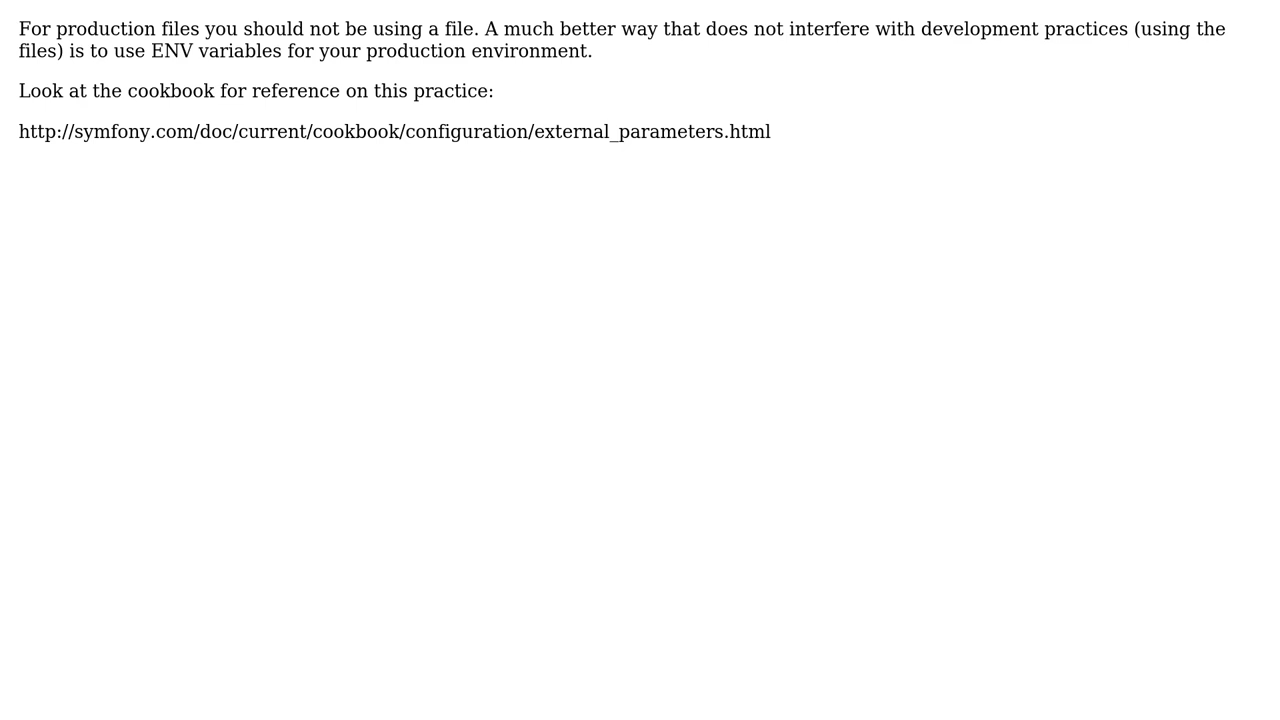 For production files you should not be using a file. A much better way that does not interfere with development practices (using the
files) is to use ENV variables for your production environment.
Look at the cookbook for reference on this practice:
http://symfony.com/doc/current/cookbook/configuration/external_parameters.html